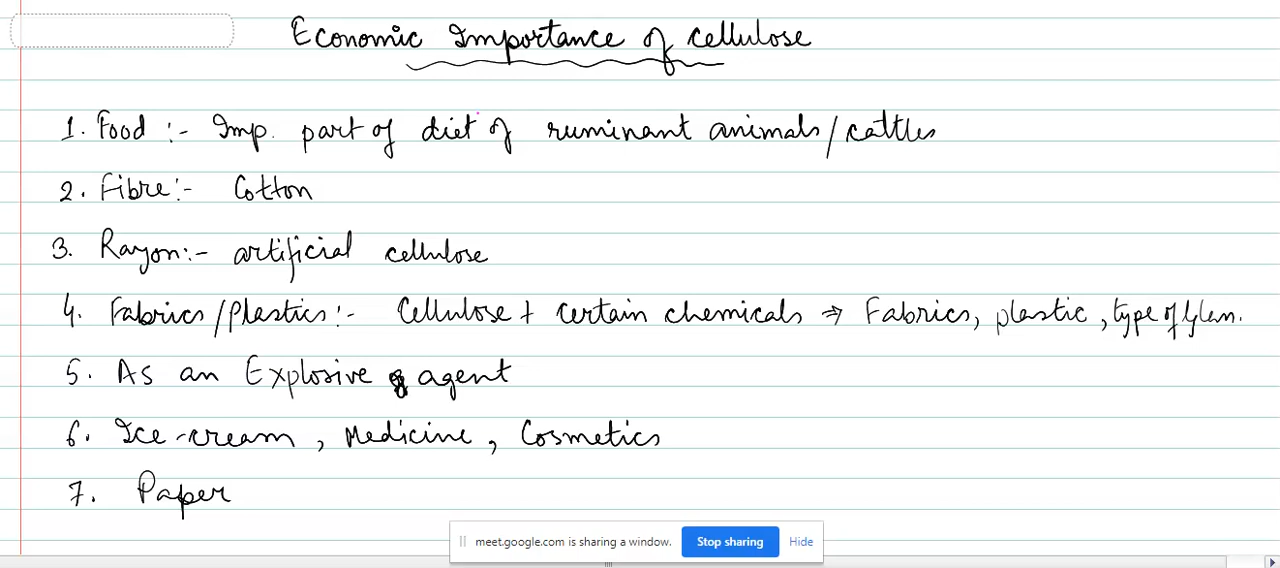 Economic Importance of cellulose
1. Food :- Imp. part of diet of ruminant animals/cattles
2. Fibre:- Cotton
3. Rayon:- artificial cellulose
4. Fabrics/Plastics:- Cellulose + certain chemicals ⇒ Fabrics, plastic, type of
5. As an Explosive agent
6. Ice-cream, Medicine, Cosmetics
7. Paper
meet.google.com is sharing a window. Stop sharing Hide